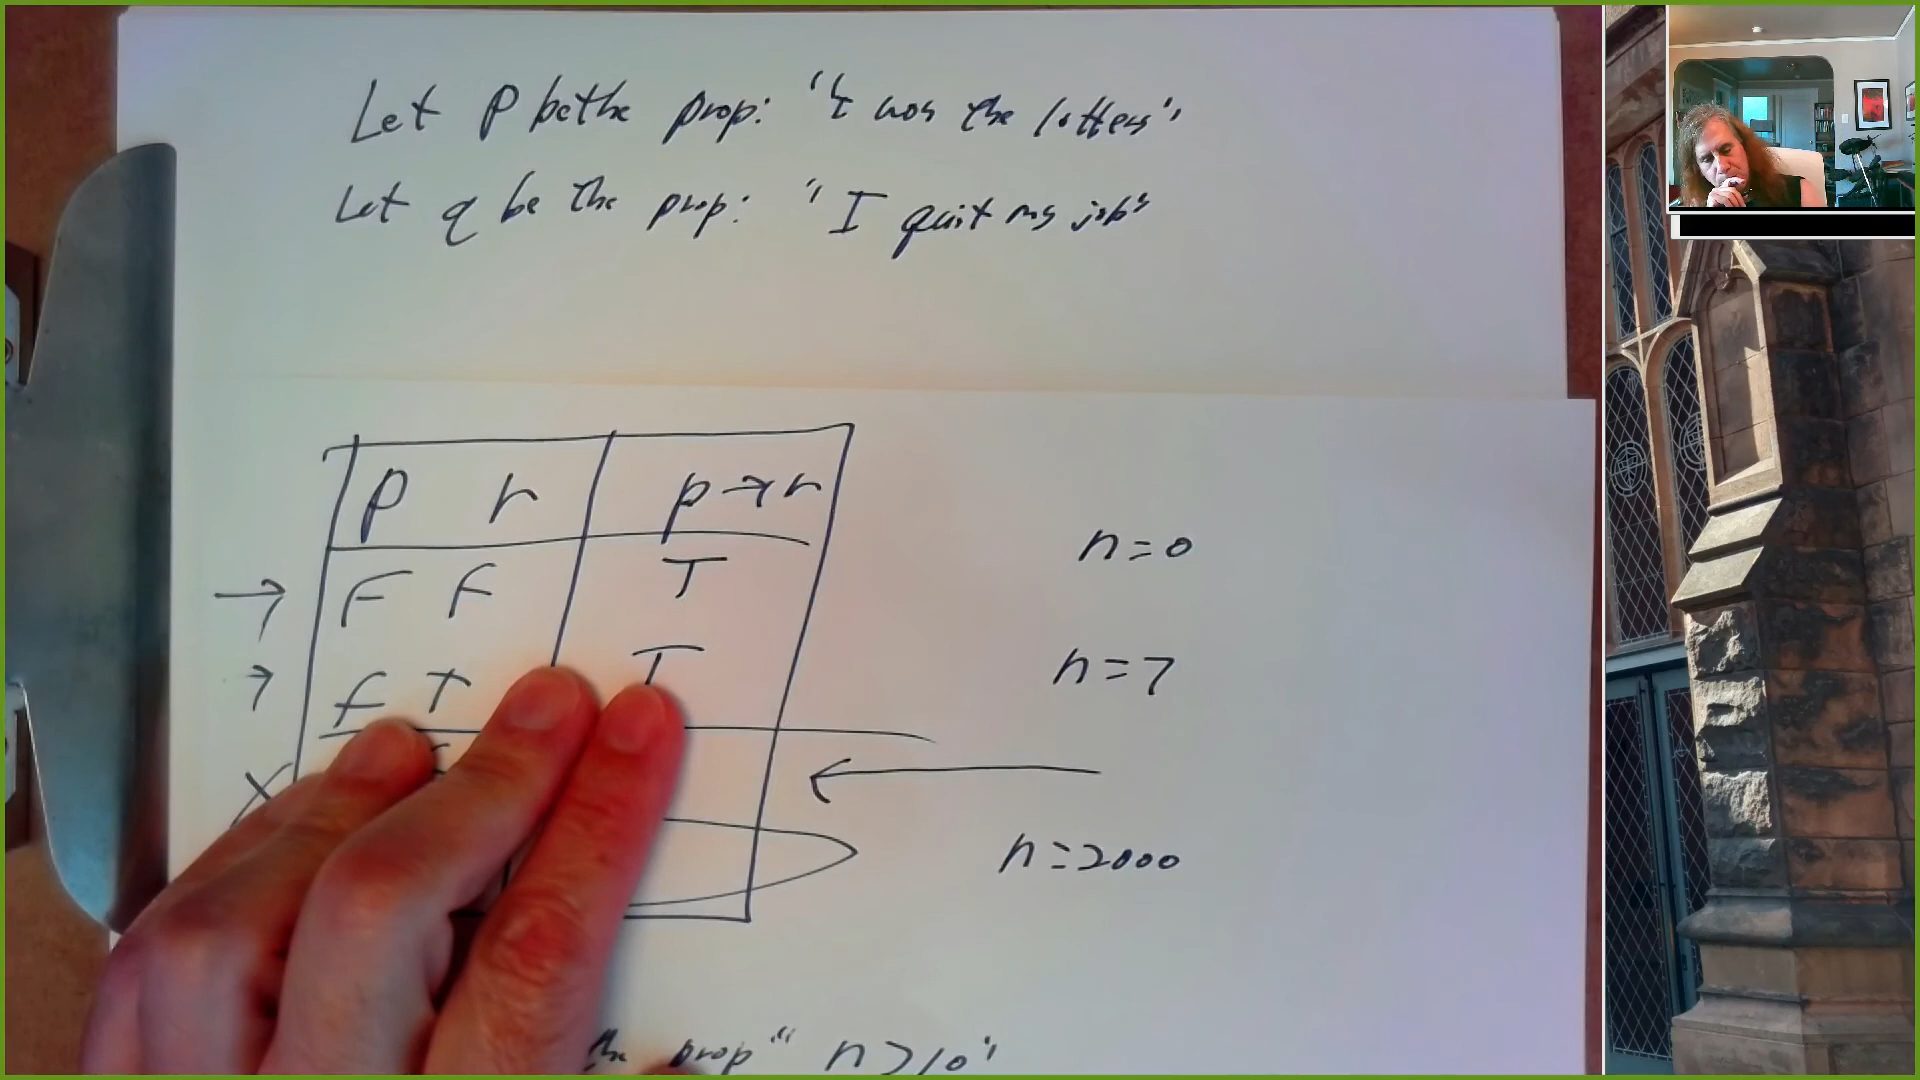 Let p be the prop: "I won the lottery"
Let q be the prop: "I quit my job"
p r p→r
→ F F T n=0
→ F T T n=7
X ←
n=2000
the prop "n>10"